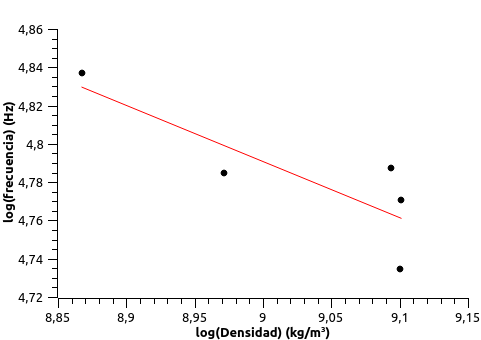 4,86
4,84
4,82
4,8
4,78
4,76
4,74
4,72
log(Frecuencia) (Hz)
8,85 8,9 8,95 9 9,05 9,1 9,15
log(Densidad) (kg/m³)